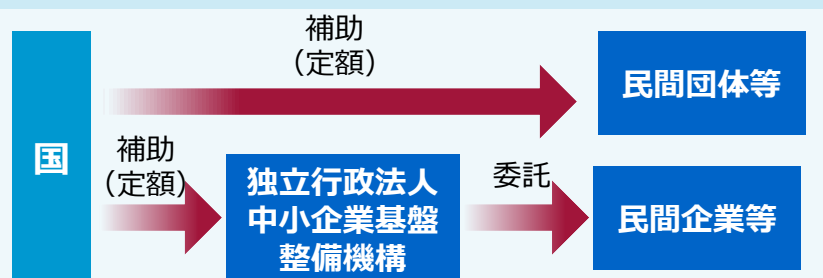 補助
（定額）
民間団体等
国
補助
（定額）
独立行政法人
中小企業基盤
整備機構
委託
民間企業等